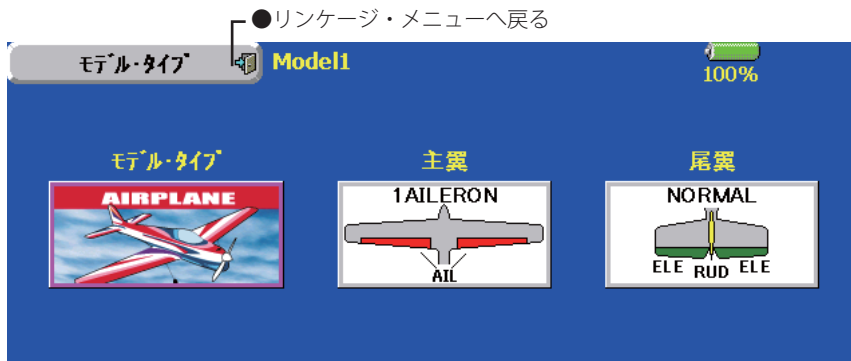 ●リンケージ・メニューへ戻る
モデル・タイプ Model1
100%
モデル・タイプ 主翼 尾翼
AIRPLANE 1AILERON NORMAL
AIL ELE RUD ELE